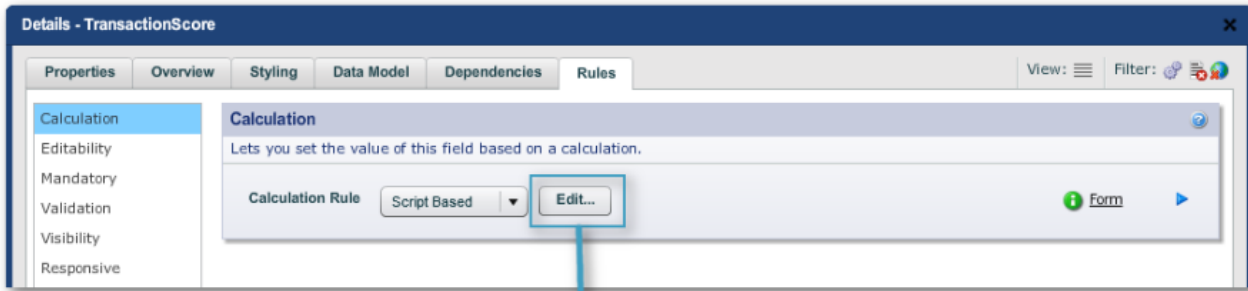 Details - TransactionScore
Properties Overview Styling Data Model Dependencies Rules View: Filter:
Calculation
Editability
Mandatory
Validation
Visibility
Responsive
Calculation
Lets you set the value of this field based on a calculation.
Calculation Rule Script Based Edit... Form